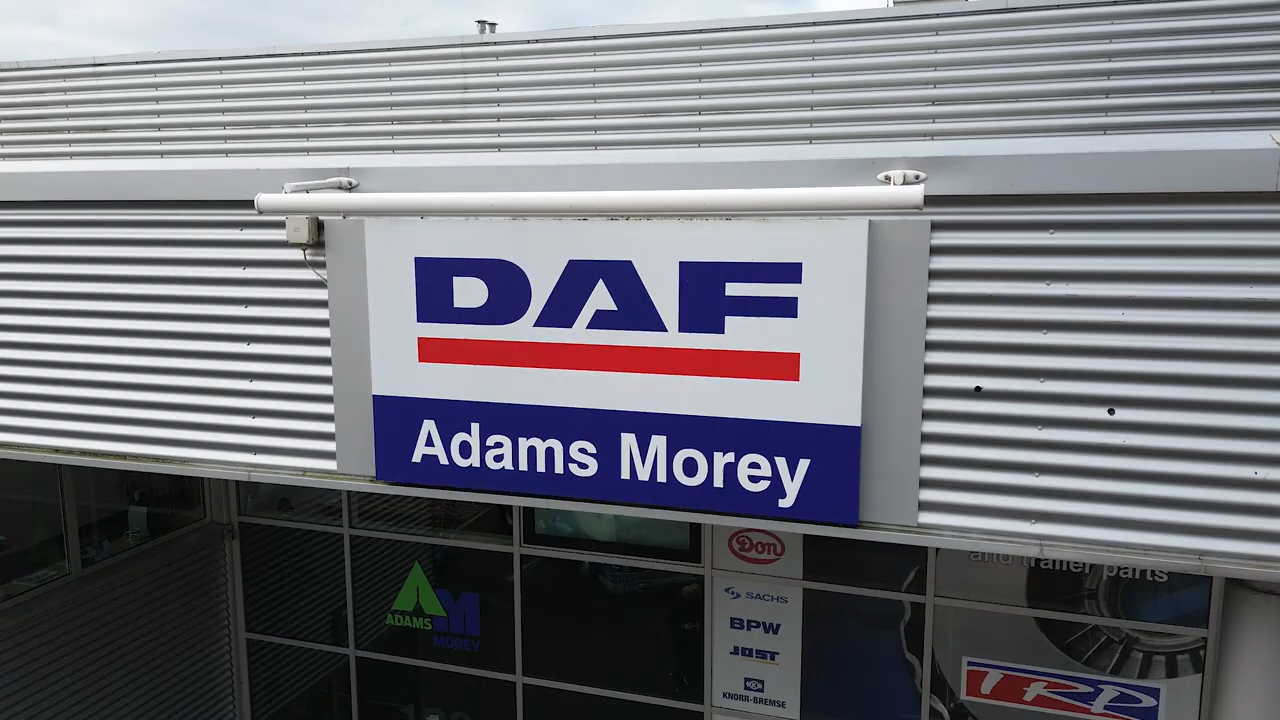 DAF
Adams Morey
Don
and trailer parts
SACHS
ADAMS
MOREY
BPW
JOST
KNORR-BREMSE
TRP